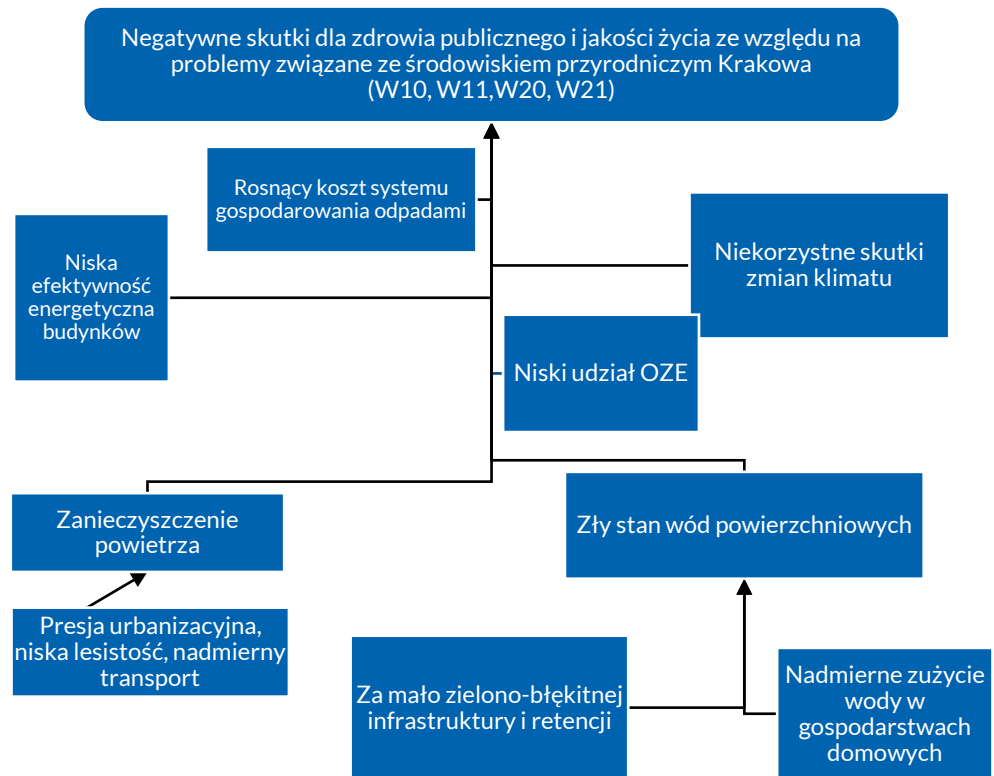 Negatywne skutki dla zdrowia publicznego i jakości życia ze względu na
problemy związane ze środowiskiem przyrodniczym Krakowa
(W10, W11,W20, W21)
Rosnący koszt systemu
gospodarowania odpadami
Niska
efektywność
energetyczna
budynków
Niekorzystne skutki
zmian klimatu
Niski udział OZE
Zanieczyszczenie
powietrza
Zły stan wód powierzchniowych
Presja urbanizacyjna,
niska lesistość, nadmierny
transport
Za mało zielono-błękitnej
infrastruktury i retencji
Nadmierne zużycie
wody w
gospodarstwach
domowych